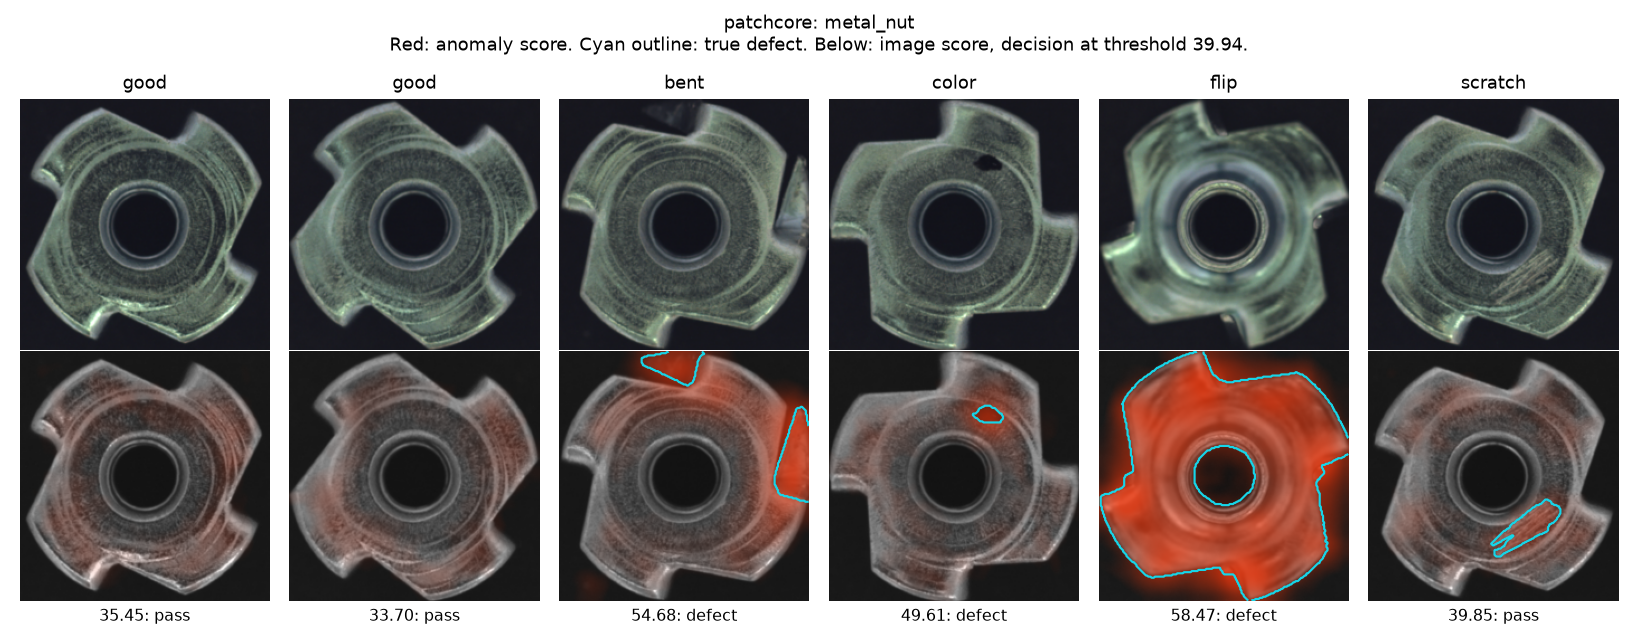 patchcore: metal_nut
Red: anomaly score. Cyan outline: true defect. Below: image score, decision at threshold 39.94.
good good bent color flip scratch
35.45: pass 33.70: pass 54.68: defect 49.61: defect 58.47: defect 39.85: pass